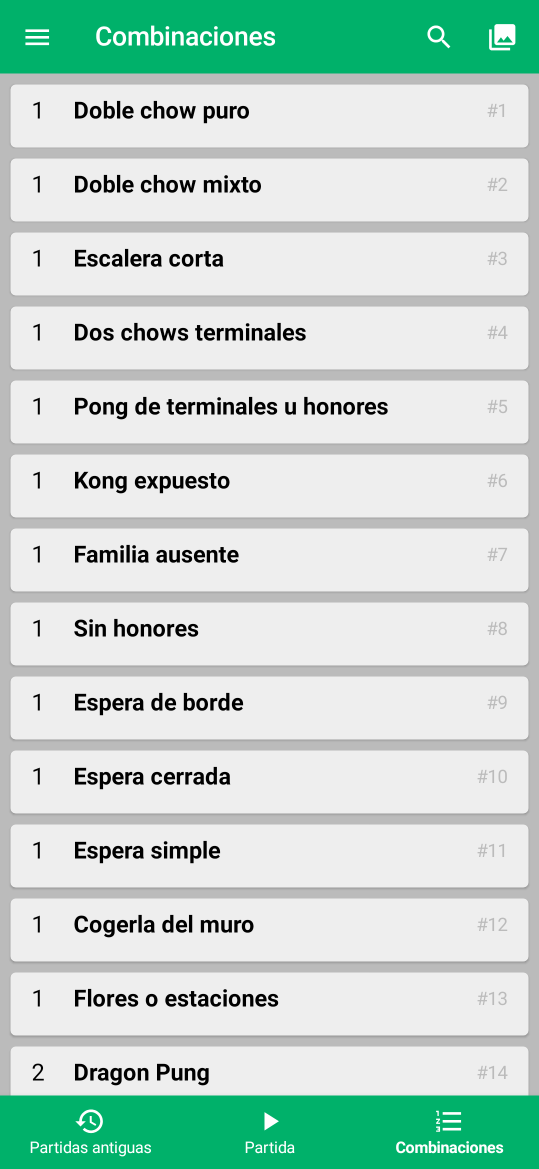 Combinaciones
1 Doble chow puro #1
1 Doble chow mixto #2
1 Escalera corta #3
1 Dos chows terminales #4
1 Pong de terminales u honores #5
1 Kong expuesto #6
1 Familia ausente #7
1 Sin honores #8
1 Espera de borde #9
1 Espera cerrada #10
1 Espera simple #11
1 Cogerla del muro #12
1 Flores o estaciones #13
2 Dragon Pung #14
Partidas antiguas Partida Combinaciones